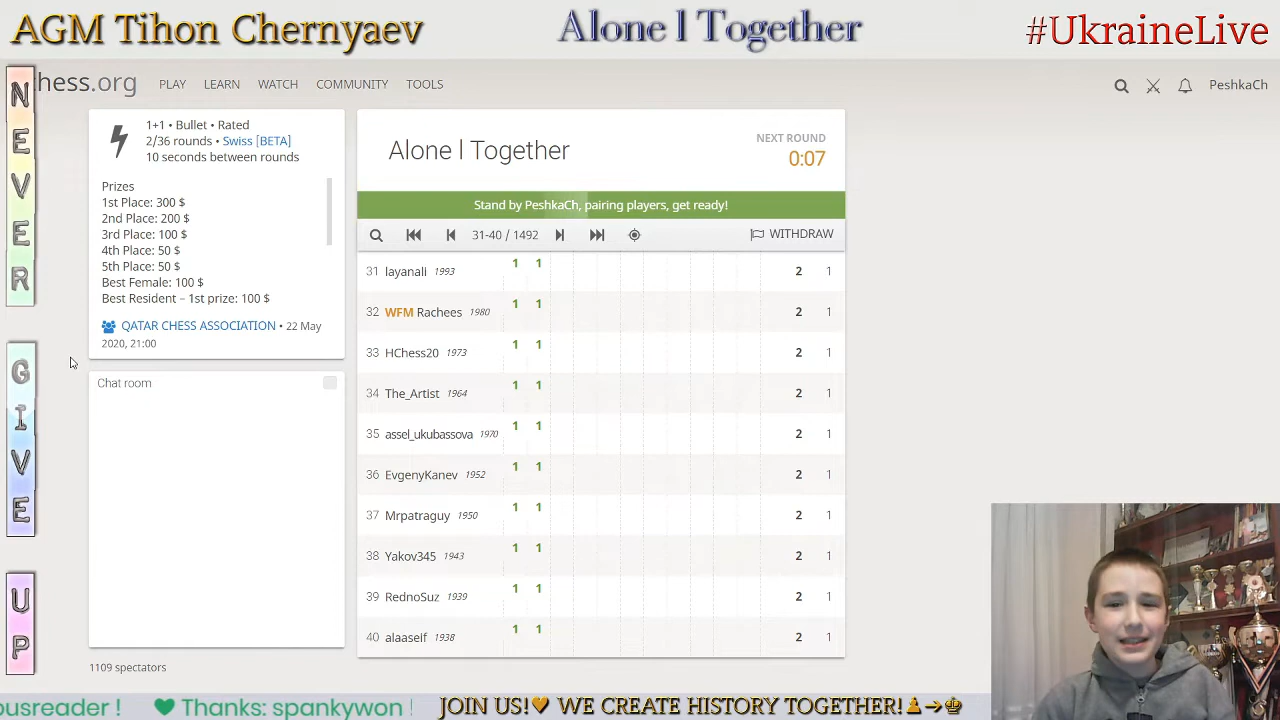 AGM Tihon Chernyaev
Alone l Together
#UkraineLive
NEVER
GIVE
UP
hess.org
PLAY
LEARN
WATCH
COMMUNITY
TOOLS
PeshkaCh
1+1 • Bullet • Rated
2/36 rounds • Swiss [BETA]
10 seconds between rounds
Prizes
1st Place: 300 $
2nd Place: 200 $
3rd Place: 100 $
4th Place: 50 $
5th Place: 50 $
Best Female: 100 $
Best Resident – 1st prize: 100 $
QATAR CHESS ASSOCIATION • 22 May
2020, 21:00
Chat room
1109 spectators
Alone l Together
NEXT ROUND
0:07
Stand by PeshkaCh, pairing players, get ready!
31-40 / 1492
WITHDRAW
31 layanali 1993 1 1 2 1
32 WFM Rachees 1980 1 1 2 1
33 HChess20 1973 1 1 2 1
34 The_Artist 1964 1 1 2 1
35 assel_ukubassova 1970 1 1 2 1
36 EvgenyKanev 1952 1 1 2 1
37 Mrpatraguy 1950 1 1 2 1
38 Yakov345 1943 1 1 2 1
39 RednoSuz 1939 1 1 2 1
40 alaaseif 1938 1 1 2 1
ousreader ! Thanks: spankywon !
JOIN US! WE CREATE HISTORY TOGETHER!